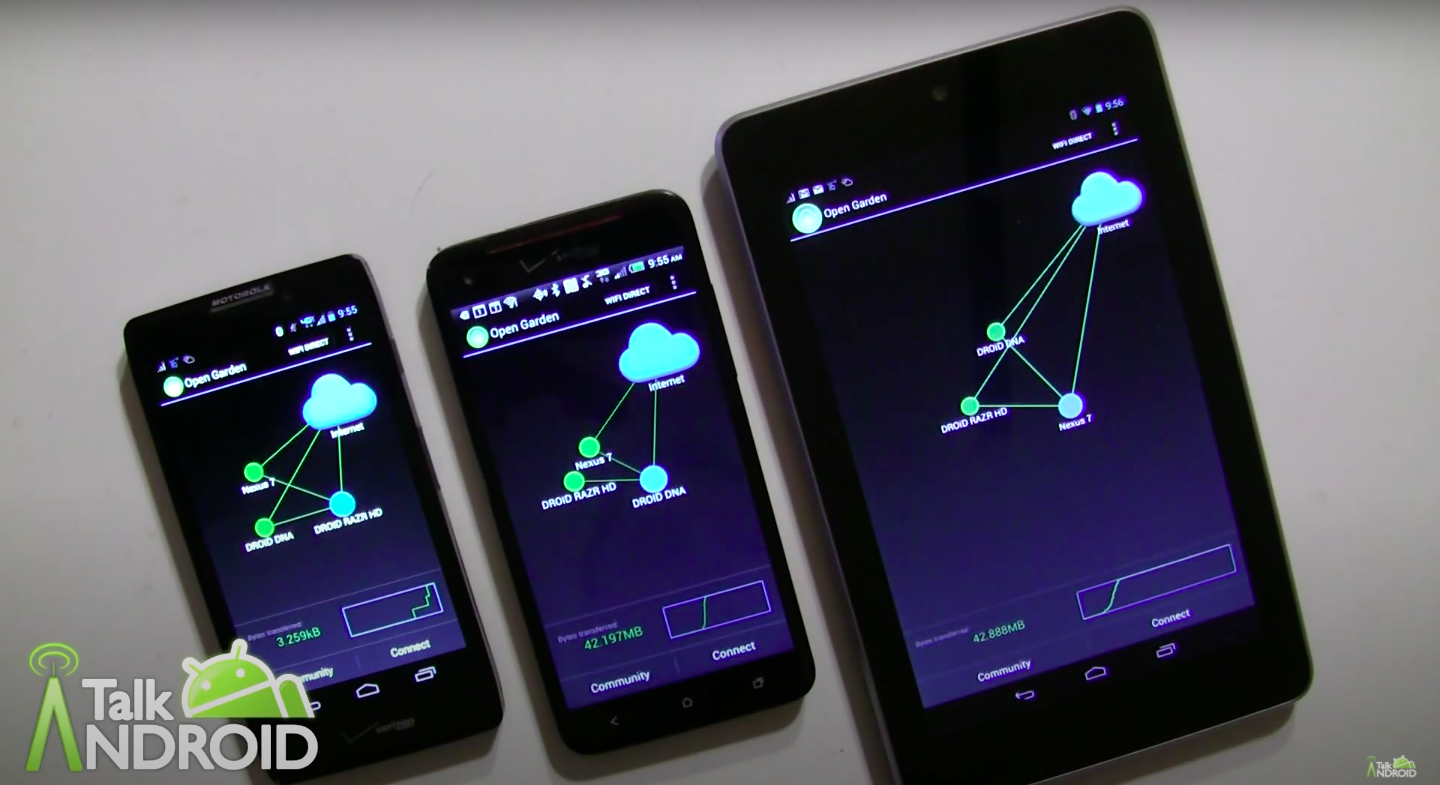 MOTOROLA
9:55
WIFI DIRECT
Open Garden
Internet
Nexus 7
DROID RAZR HD
DROID DNA
Bytes transferred:
3.259kB
Connect
verizon
9:55 AM
WIFI DIRECT
Open Garden
Internet
Nexus 7
DROID RAZR HD
DROID DNA
Bytes transferred:
42.197MB
Community
Connect
9:56
WIFI DIRECT
Open Garden
Internet
DROID DNA
DROID RAZR HD
Nexus 7
Bytes transferred:
42.888MB
Community
Connect
Talk
ANDROID
Talk
ANDROID